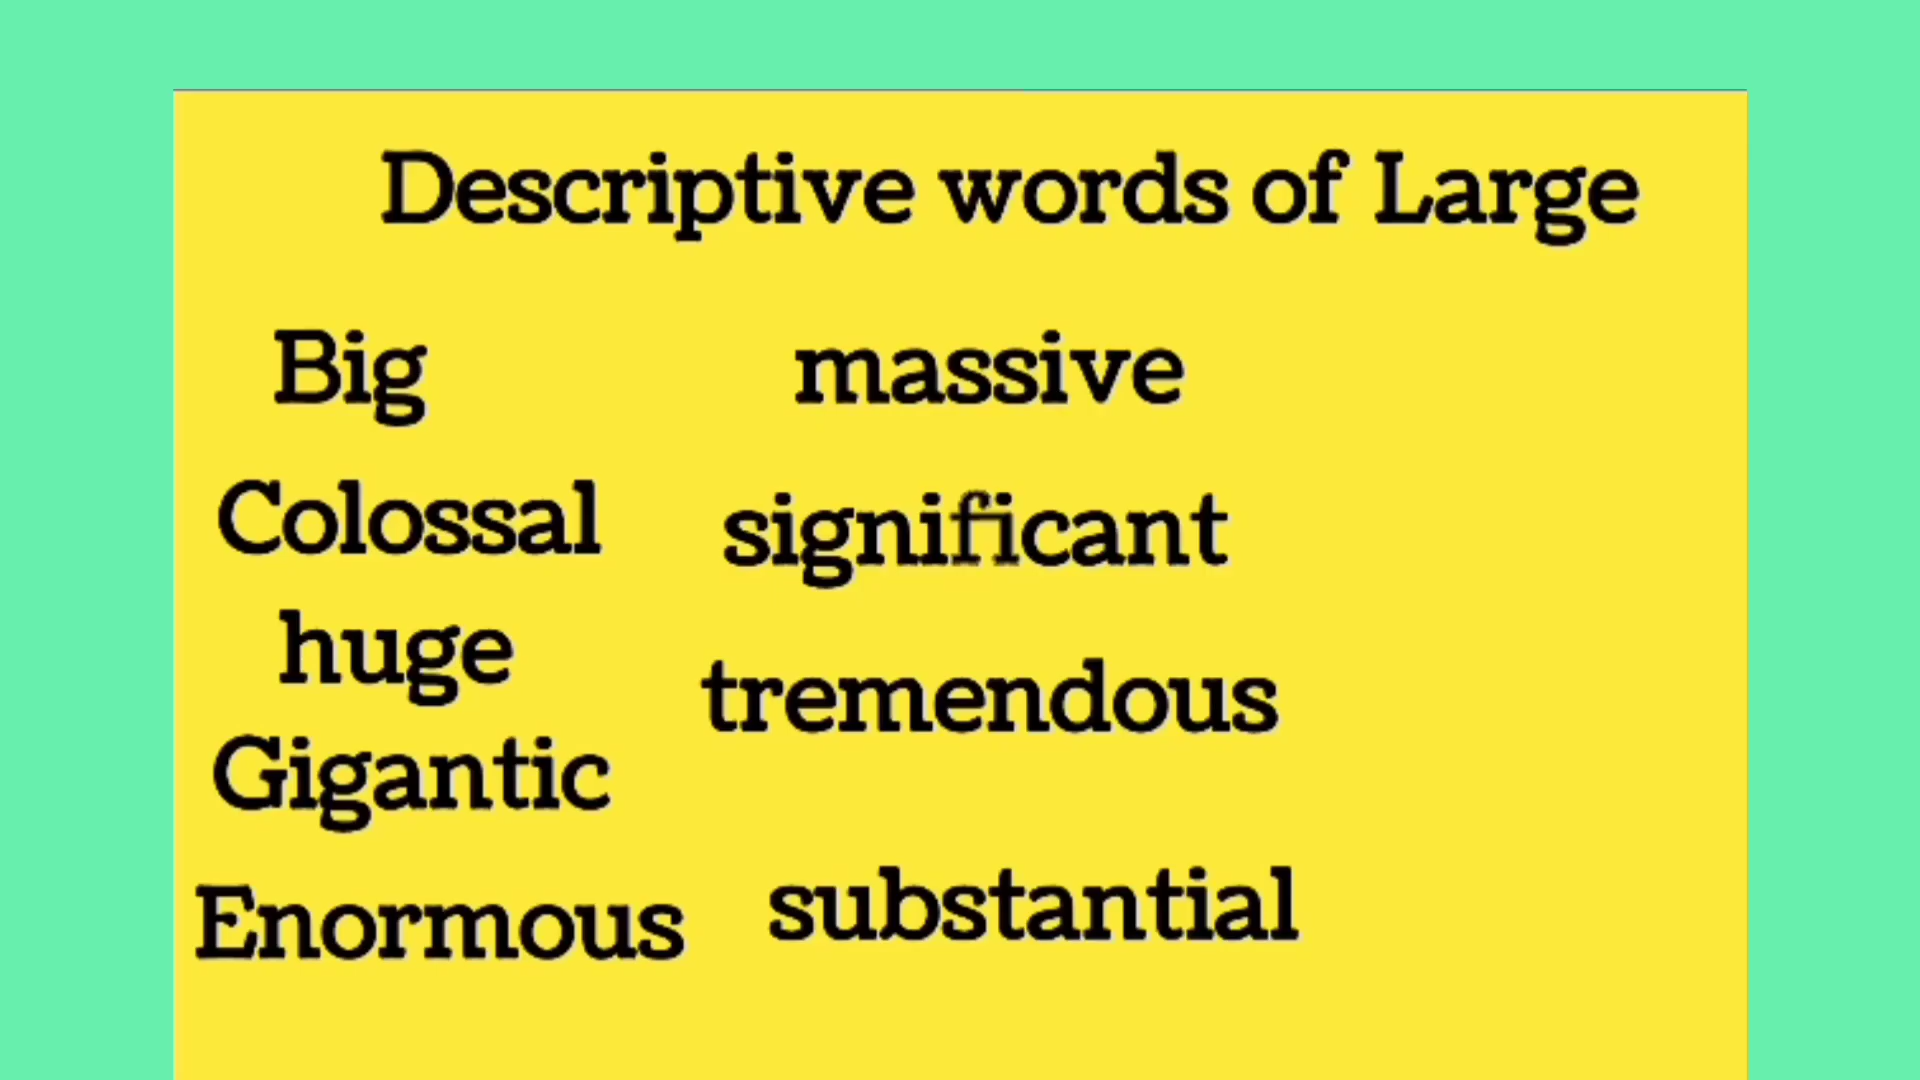 Descriptive words of Large
Big
Colossal
huge
Gigantic
Enormous
massive
significant
tremendous
substantial